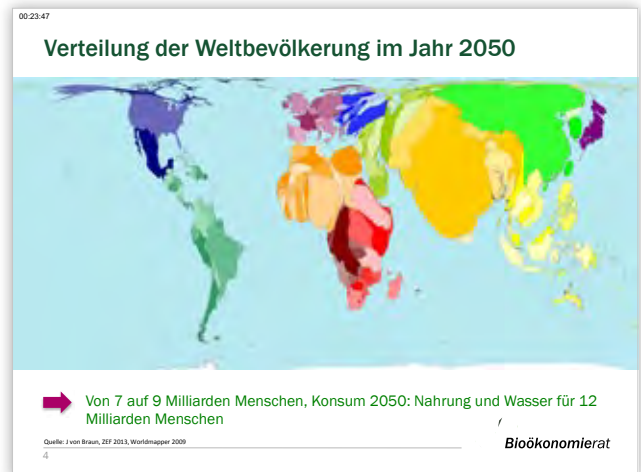 00:23:47
Verteilung der Weltbevölkerung im Jahr 2050
Von 7 auf 9 Milliarden Menschen, Konsum 2050: Nahrung und Wasser für 12
Milliarden Menschen
Quelle: J von Braun, ZEF 2013, Worldmapper 2009
4
Bioökonomierat